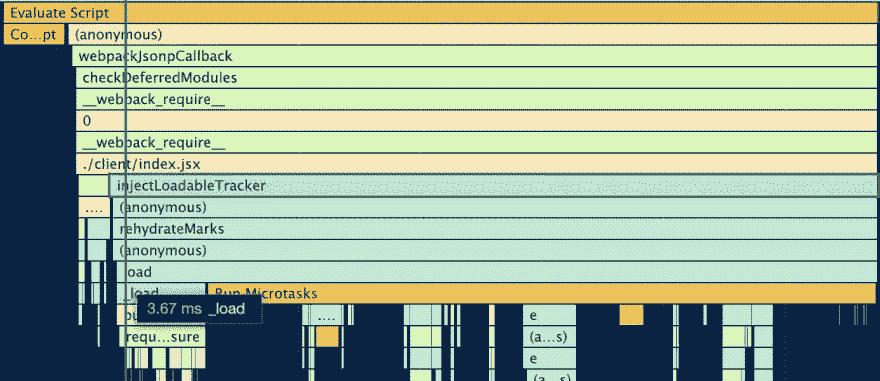 Evaluate Script
Co…pt (anonymous)
webpackJsonpCallback
checkDeferredModules
__webpack_require__
0
__webpack_require__
./client/index.jsx
injectLoadableTracker
…. (anonymous)
rehydrateMarks
(anonymous)
load
_load Run Microtasks
3.67 ms _load
…. e
requ…sure (a…s)
e
(a…s)